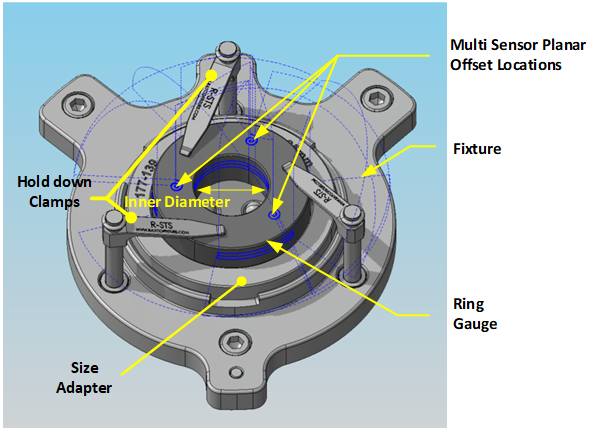 Multi Sensor Planar
Offset Locations
Fixture
Hold down
Clamps
Inner Diameter
Ring
Gauge
Size
Adapter
R-STS
R-STS
R-STS
177-139